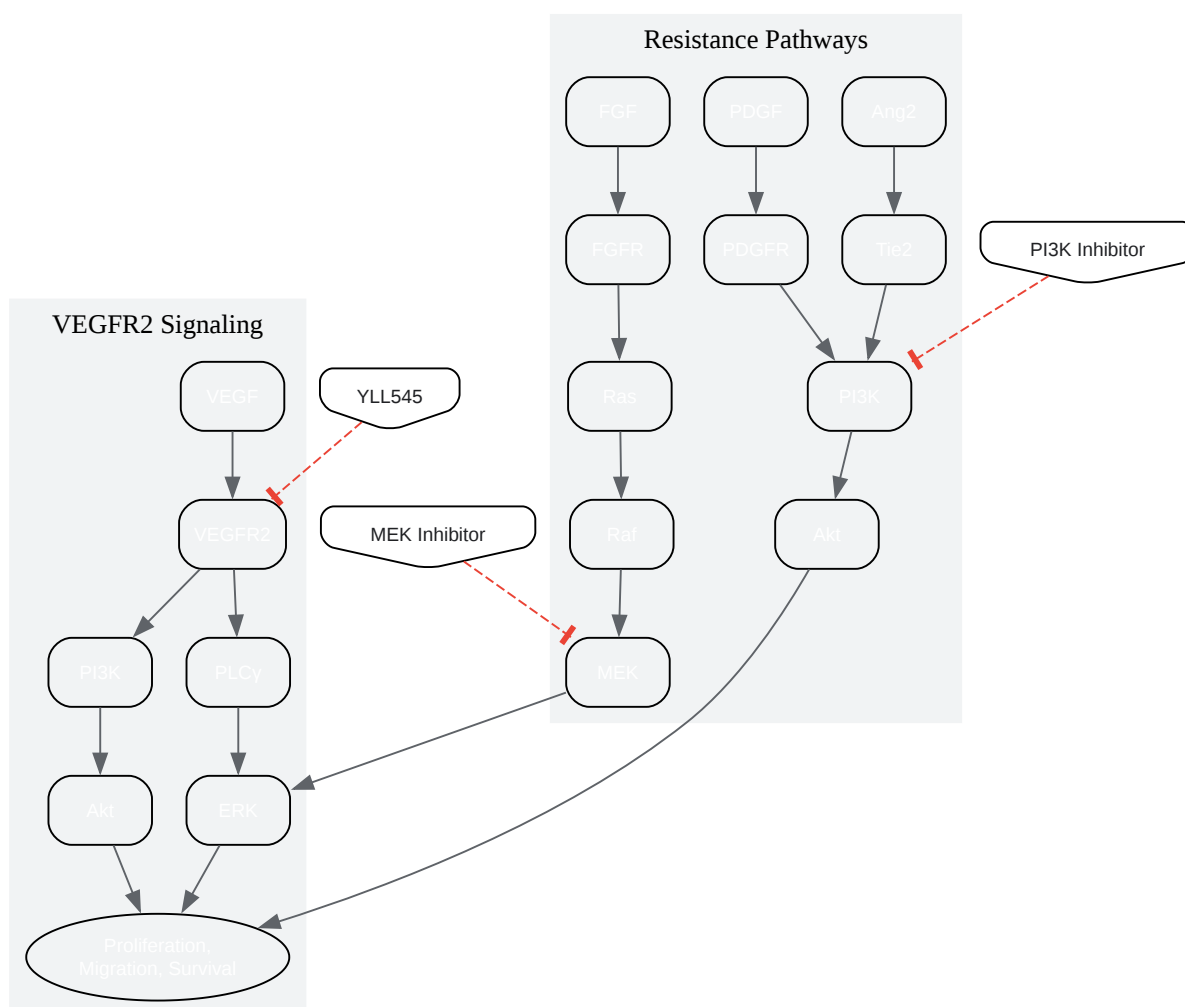 Resistance Pathways
FGF
PDGF
Ang2
FGFR
PDGFR
Tie2
PI3K Inhibitor
VEGFR2 Signaling
VEGF
YLL545
Ras
PI3K
VEGFR2
MEK Inhibitor
Raf
Akt
PI3K
PLCγ
MEK
Akt
ERK
Proliferation,
Migration, Survival